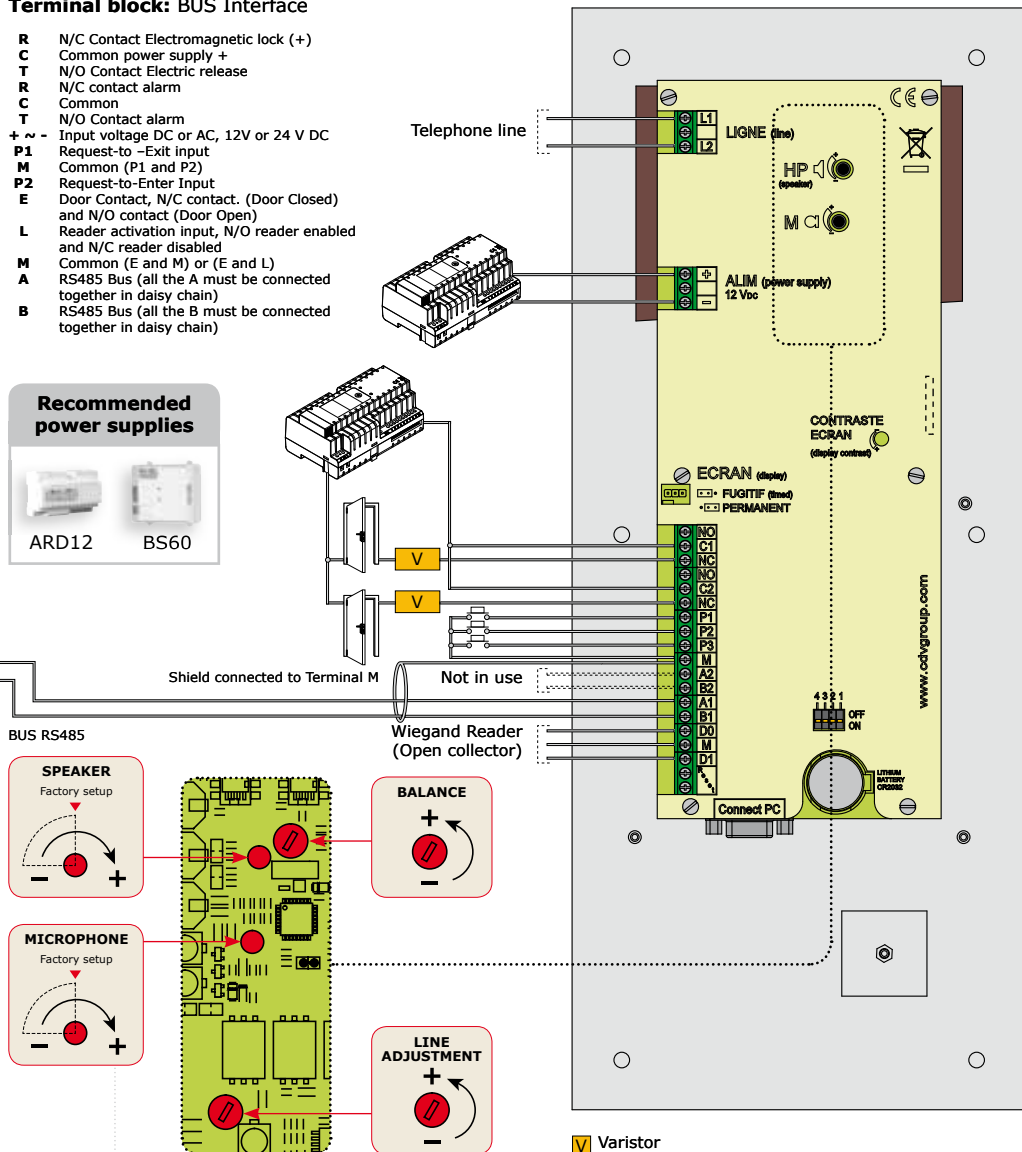 Terminal block: BUS Interface
R N/C Contact Electromagnetic lock (+)
C Common power supply +
T N/O Contact Electric release
R N/C contact alarm
C Common
T N/O Contact alarm
+ ~ - Input voltage DC or AC, 12V or 24 V DC
P1 Request-to –Exit input
M Common (P1 and P2)
P2 Request-to-Enter Input
E Door Contact, N/C contact. (Door Closed)
and N/O contact (Door Open)
L Reader activation input, N/O reader enabled
and N/C reader disabled
M Common (E and M) or (E and L)
A RS485 Bus (all the A must be connected
together in daisy chain)
B RS485 Bus (all the B must be connected
together in daisy chain)
Recommended
power supplies
ARD12 BS60
Telephone line
L1
L2
LIGNE (line)
CE
HP
(speaker)
M
+
-
ALIM (power supply)
12 VDC
CONTRASTE
ECRAN
(display contrast)
ECRAN (display)
FUGITIF (timed)
PERMANENT
NO
C1
NC
NO
C2
NC
P1
P2
P3
M
A2
B2
A1
B1
D0
M
D1
V
V
Shield connected to Terminal M
Not in use
Wiegand Reader
(Open collector)
BUS RS485
www.cdvgroup.com
4 3 2 1
OFF
ON
LITHIUM
BATTERY
CR2032
Connect PC
SPEAKER
Factory setup
- +
BALANCE
+
-
MICROPHONE
Factory setup
- +
LINE
ADJUSTMENT
+
-
V Varistor